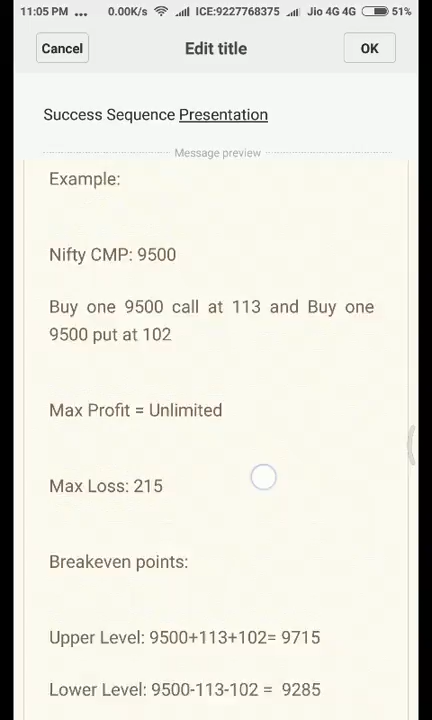 11:05 PM ... 0.00K/s ICE:9227768375 Jio 4G 4G 51%
Cancel Edit title OK
Success Sequence Presentation
Message preview
Example:
Nifty CMP: 9500
Buy one 9500 call at 113 and Buy one
9500 put at 102
Max Profit = Unlimited
Max Loss: 215
Breakeven points:
Upper Level: 9500+113+102= 9715
Lower Level: 9500-113-102 = 9285